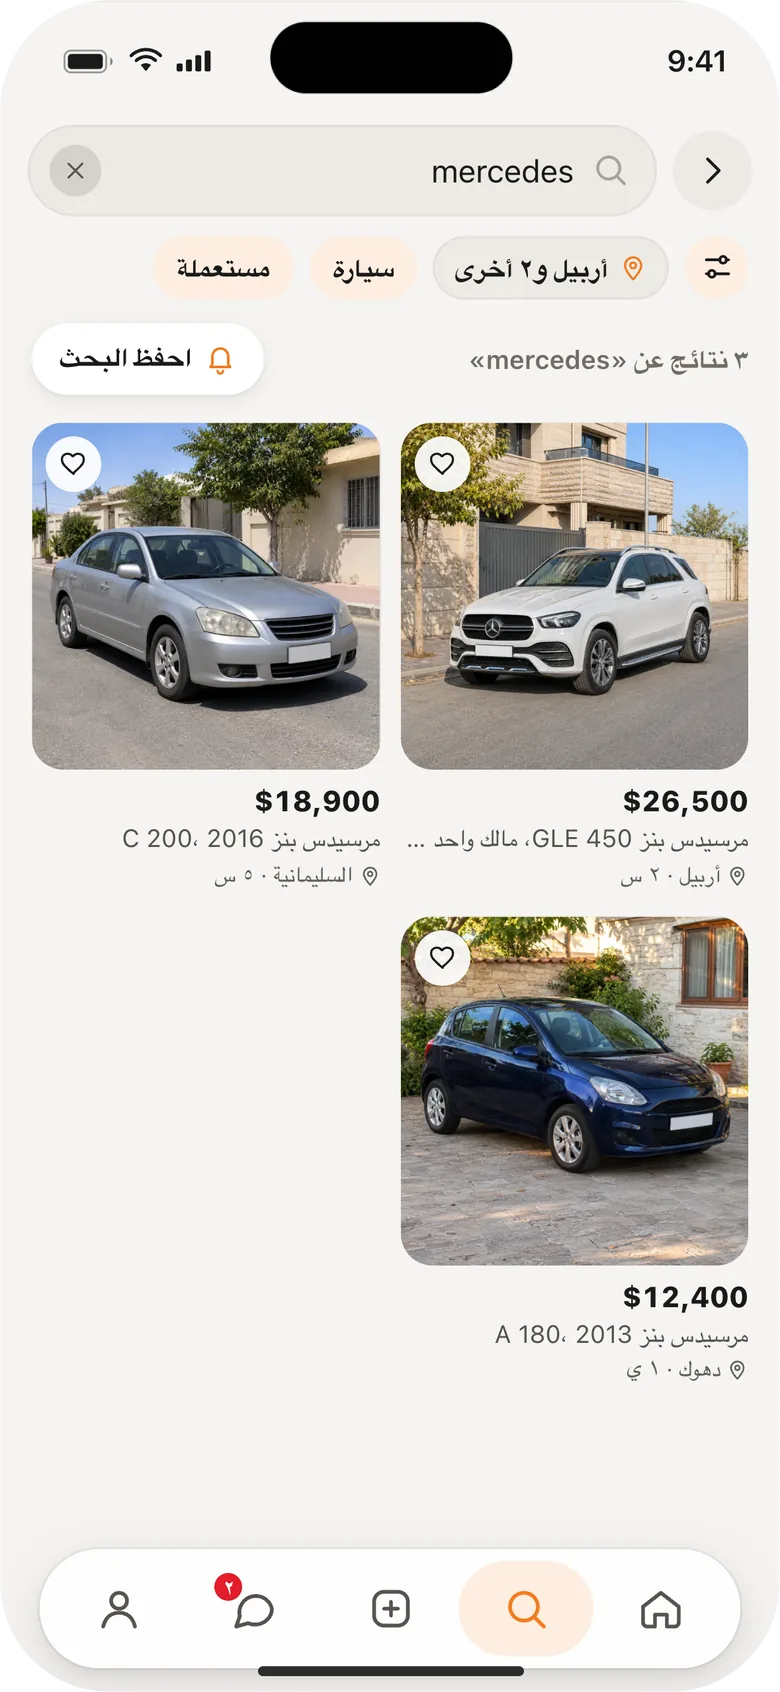 9:41
mercedes
أربيل و٢ أخرى
سيارة
مستعملة
٣ نتائج عن «mercedes»
احفظ البحث
$26,500
مرسيدس بنز GLE 450، مالك واحد ...
أربيل · ٢ س
$18,900
مرسيدس بنز C 200، 2016
السليمانية · ٥ س
$12,400
مرسيدس بنز A 180، 2013
دهوك · ١ ي
٢